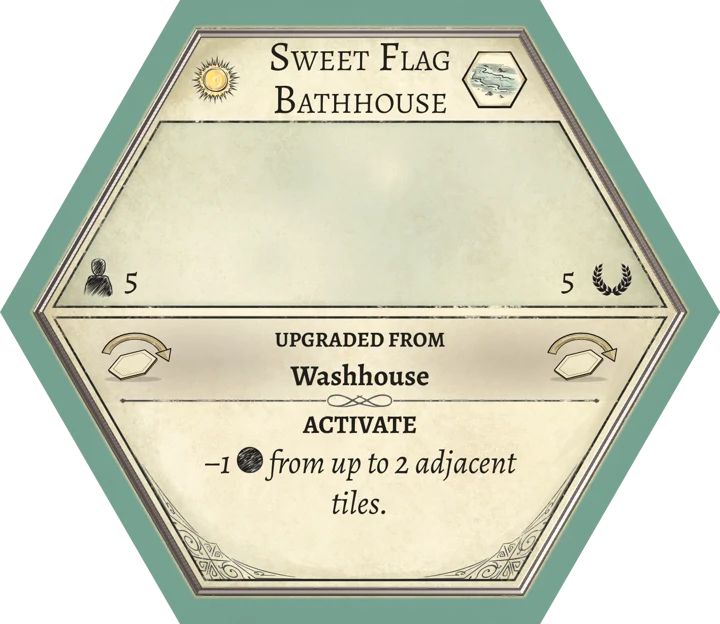 Sweet Flag
Bathhouse
5
5
UPGRADED FROM
Washhouse
ACTIVATE
–1 from up to 2 adjacent
tiles.